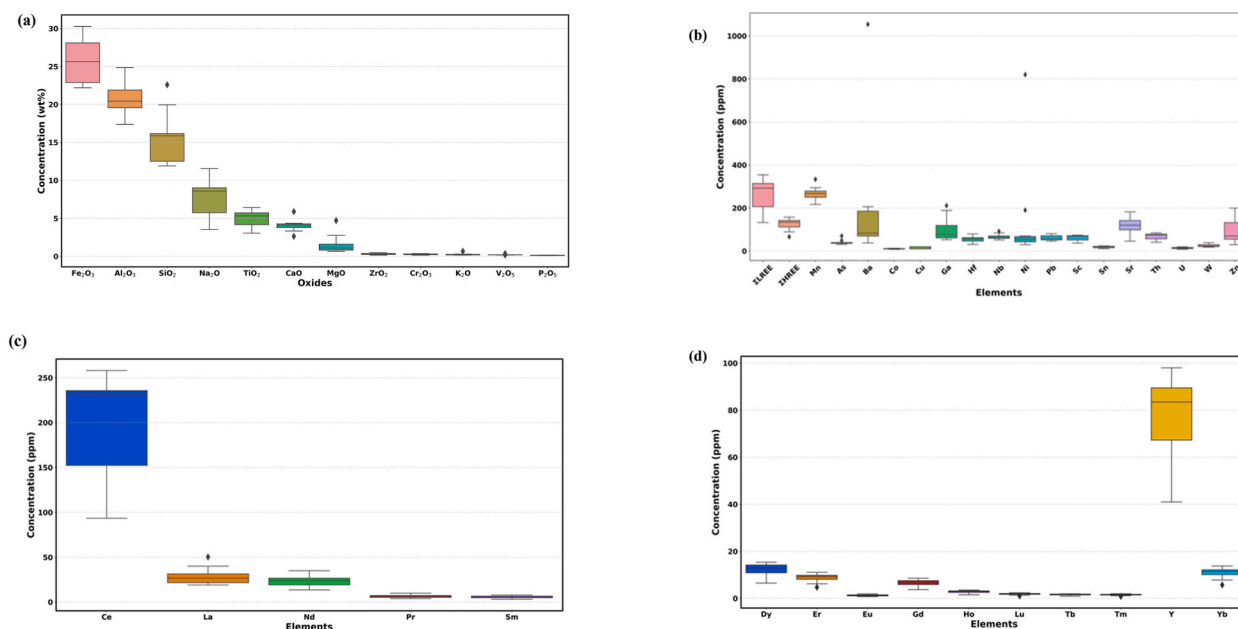 (a)
30
25
20
15
10
5
0
Concentration (wt%)
Fe₂O₃ Al₂O₃ SiO₂ Na₂O TiO₂ CaO MgO ZrO₂ Cr₂O₃ K₂O V₂O₅ P₂O₅
Oxides
(b)
1000
800
600
400
200
0
Concentration (ppm)
ΣLREE ΣHREE Mn As Ba Co Cu Ga Hf Nb Ni Pb Sc Sn Sr Th U W Zn
Elements
(c)
250
200
150
100
50
0
Concentration (ppm)
Ce La Nd Pr Sm
Elements
(d)
100
80
60
40
20
0
Concentration (ppm)
Dy Er Eu Gd Ho Lu Tb Tm Y Yb
Elements